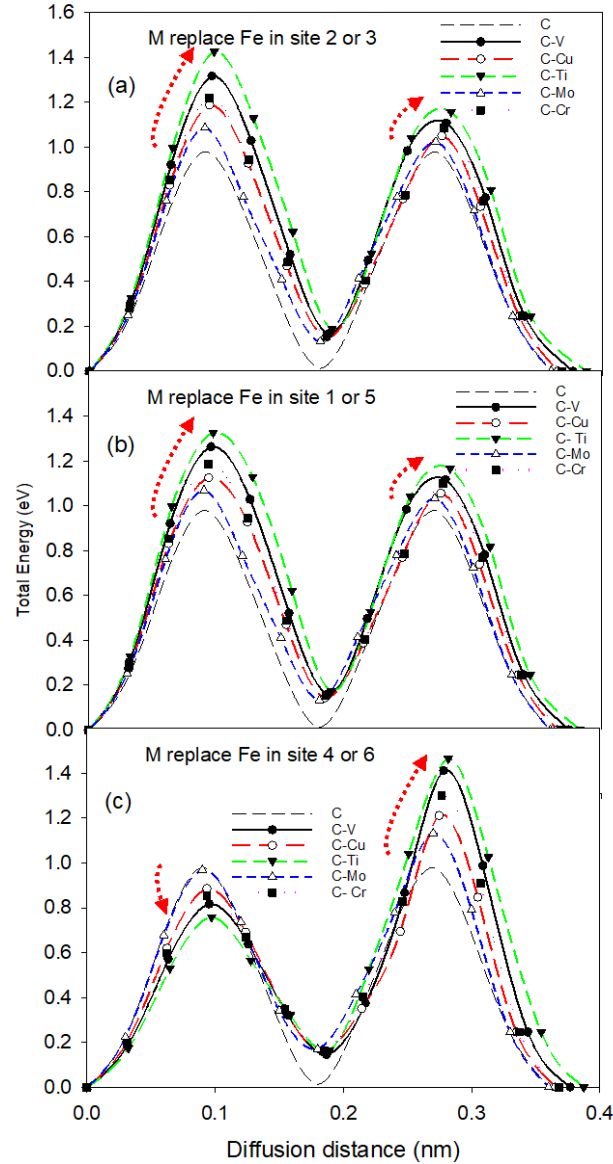 M replace Fe in site 2 or 3
(a)
C
C-V
C-Cu
C-Ti
C-Mo
C-Cr
1.6
1.4
1.2
1.0
0.8
0.6
0.4
0.2
0.0
M replace Fe in site 1 or 5
(b)
C
C-V
C-Cu
C- Ti
C-Mo
C-Cr
1.4
1.2
1.0
0.8
0.6
0.4
0.2
0.0
Total Energy (eV)
M replace Fe in site 4 or 6
(c)
C
C-V
C-Cu
C-Ti
C-Mo
C- Cr
1.4
1.2
1.0
0.8
0.6
0.4
0.2
0.0
0.0 0.1 0.2 0.3 0.4
Diffusion distance (nm)